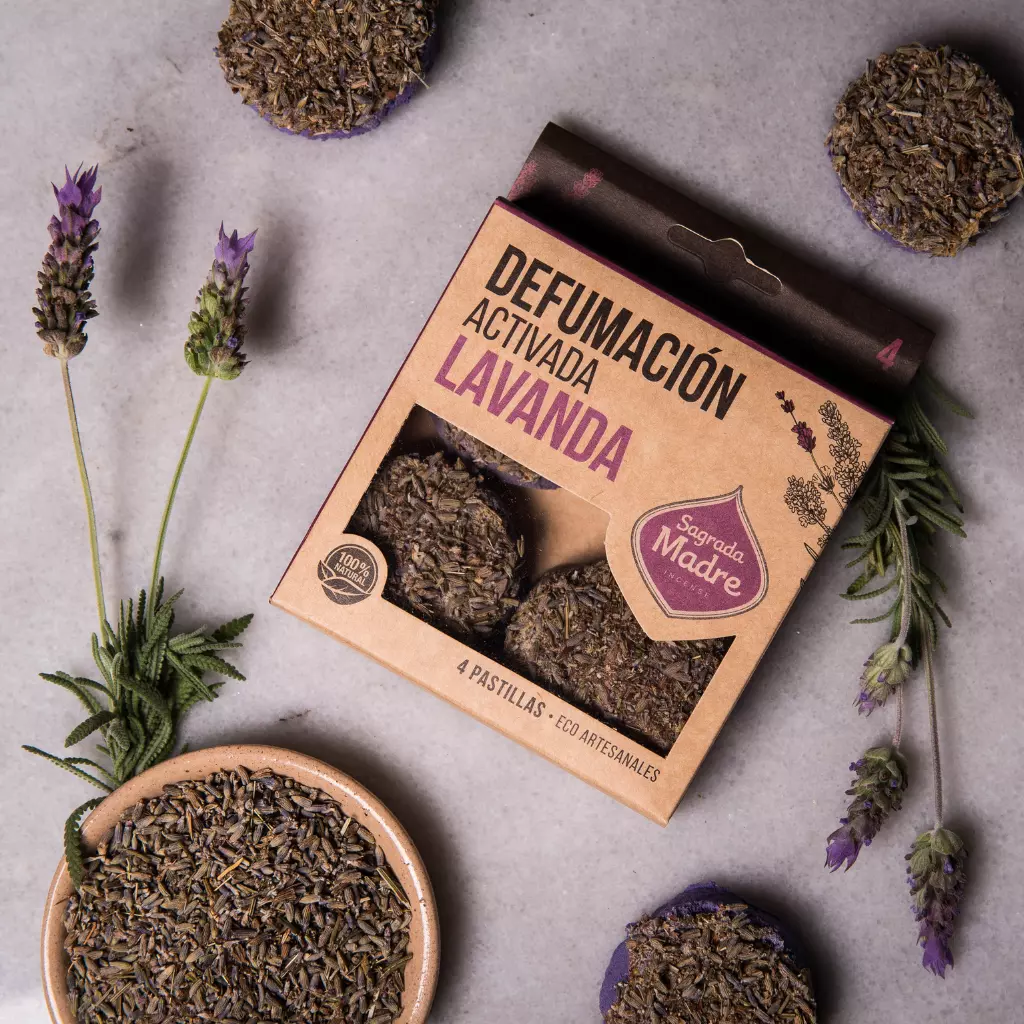 4
DEFUMACIÓN
ACTIVADA
LAVANDA
Sagrada
Madre
INCENSE
100%
NATURAL
4 PASTILLAS • ECO ARTESANALES